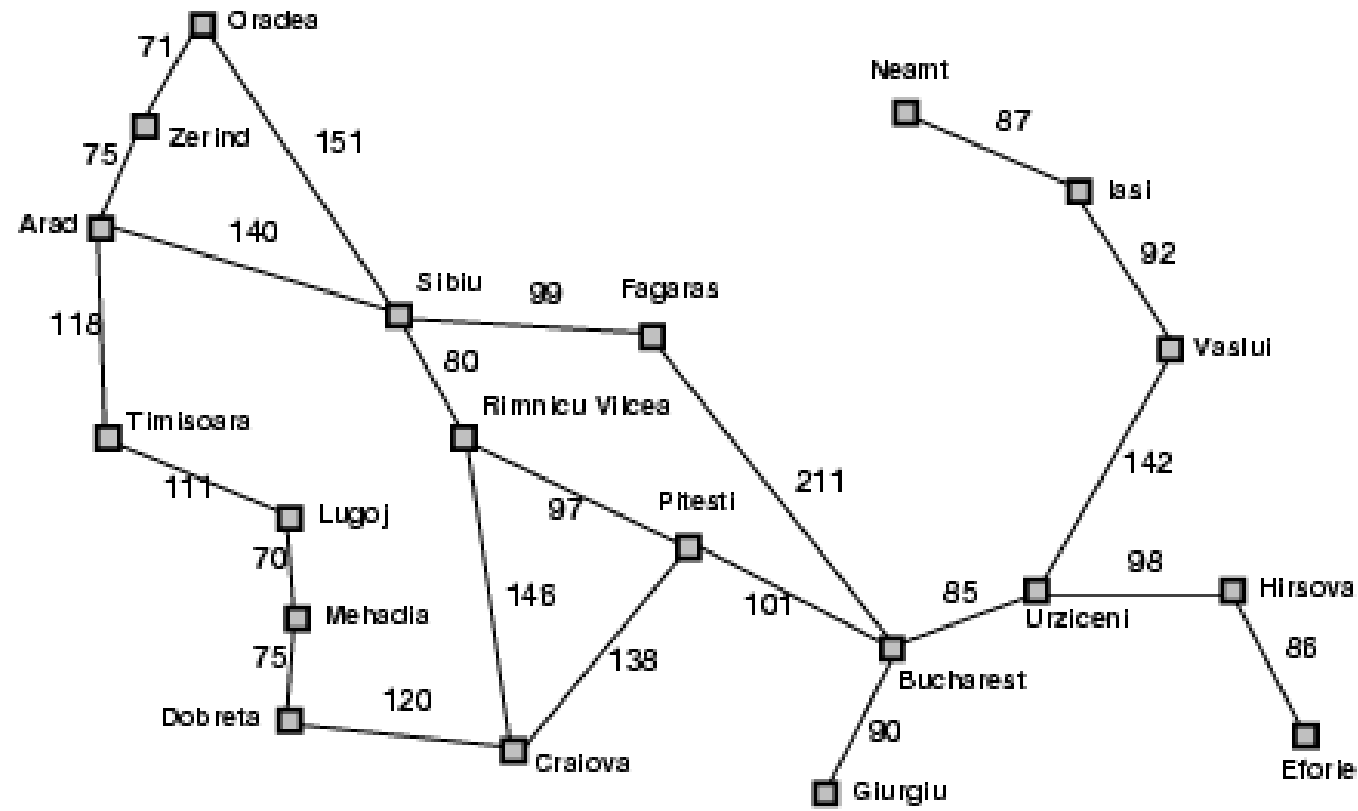 Oradea
71
Neamt
87
Zerind
151
75
Iasi
Arad
140
92
Sibiu
99
Fagaras
118
80
Vaslui
Rimnicu Vilcea
Timisoara
142
111
211
Pitesti
Lugoj
97
70
98
146
101
85
Hirsova
Mehadia
Urziceni
75
138
86
120
Bucharest
Dobreta
90
Craiova
Eforie
Giurgiu